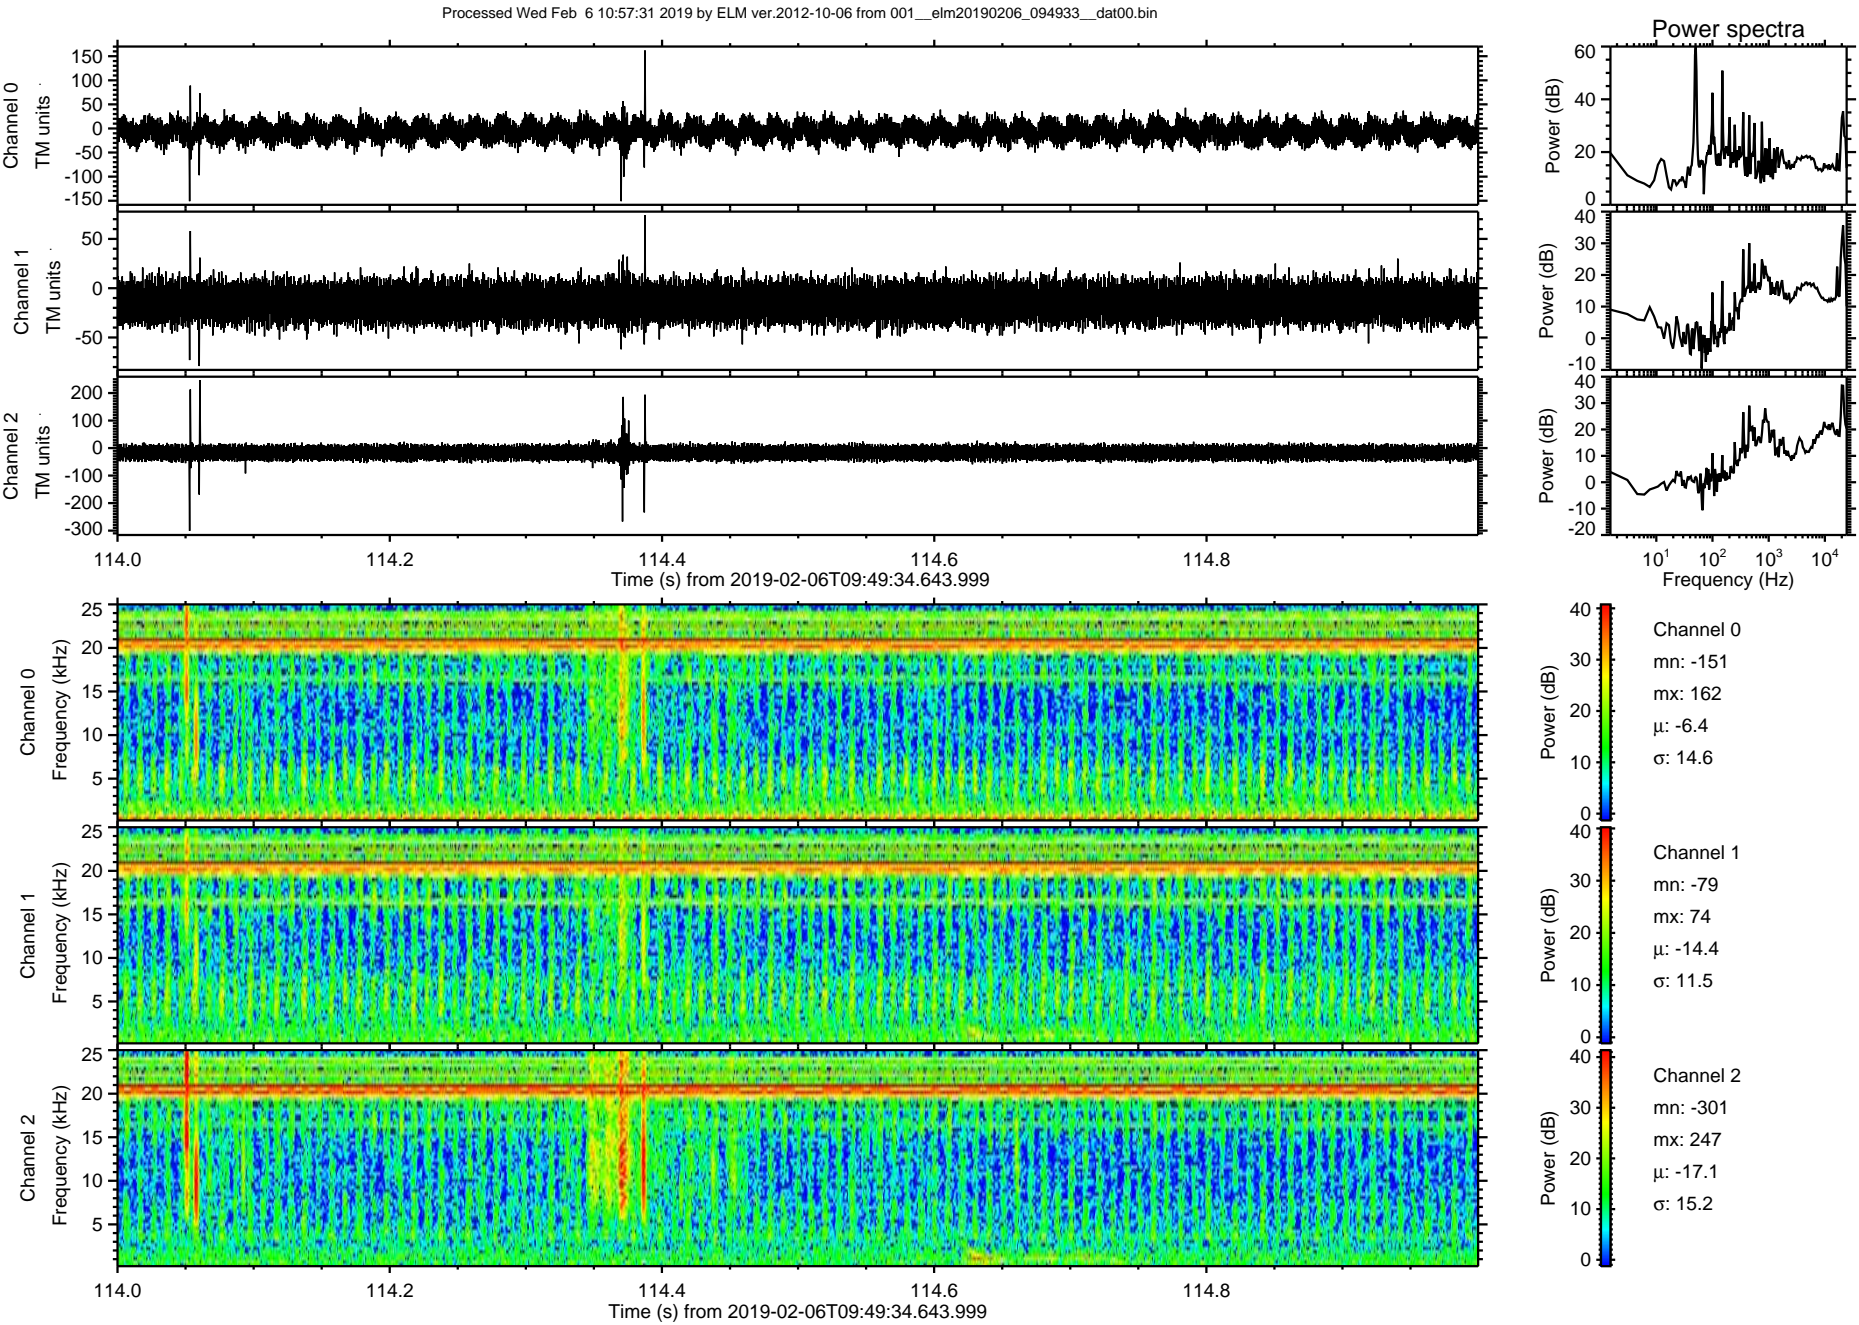 Processed Wed Feb  6 10:57:31 2019 by ELM ver.2012-10-06 from 001__elm20190206_094933__dat00.bin
Power spectra
Channel 0
TM units
150
100
50
0
-50
-100
-150
Power (dB)
60
40
20
0
Channel 1
TM units
50
0
-50
Power (dB)
40
30
20
10
0
-10
Channel 2
TM units
200
100
0
-100
-200
-300
Power (dB)
40
30
20
10
0
-10
-20
114.0 114.2 114.4 114.6 114.8
Time (s) from 2019-02-06T09:49:34.643.999
10¹ 10² 10³ 10⁴
Frequency (Hz)
Channel 0
Frequency (kHz)
25
20
15
10
5
Power (dB)
40
30
20
10
0
Channel 0
mn: -151
mx: 162
μ: -6.4
σ: 14.6
Channel 1
Frequency (kHz)
25
20
15
10
5
Power (dB)
40
30
20
10
0
Channel 1
mn: -79
mx: 74
μ: -14.4
σ: 11.5
Channel 2
Frequency (kHz)
25
20
15
10
5
Power (dB)
40
30
20
10
0
Channel 2
mn: -301
mx: 247
μ: -17.1
σ: 15.2
114.0 114.2 114.4 114.6 114.8
Time (s) from 2019-02-06T09:49:34.643.999